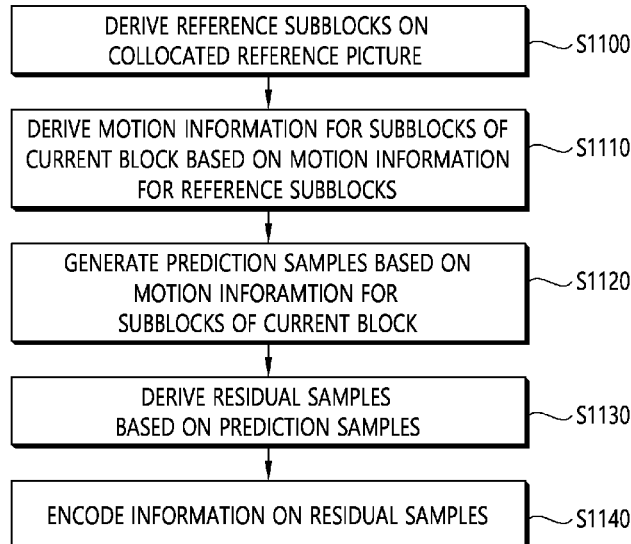 DERIVE REFERENCE SUBBLOCKS ON
COLLOCATED REFERENCE PICTURE
S1100
DERIVE MOTION INFORMATION FOR SUBBLOCKS OF
CURRENT BLOCK BASED ON MOTION INFORMATION
FOR REFERENCE SUBBLOCKS
S1110
GENERATE PREDICTION SAMPLES BASED ON
MOTION INFORAMTION FOR
SUBBLOCKS OF CURRENT BLOCK
S1120
DERIVE RESIDUAL SAMPLES
BASED ON PREDICTION SAMPLES
S1130
ENCODE INFORMATION ON RESIDUAL SAMPLES
S1140